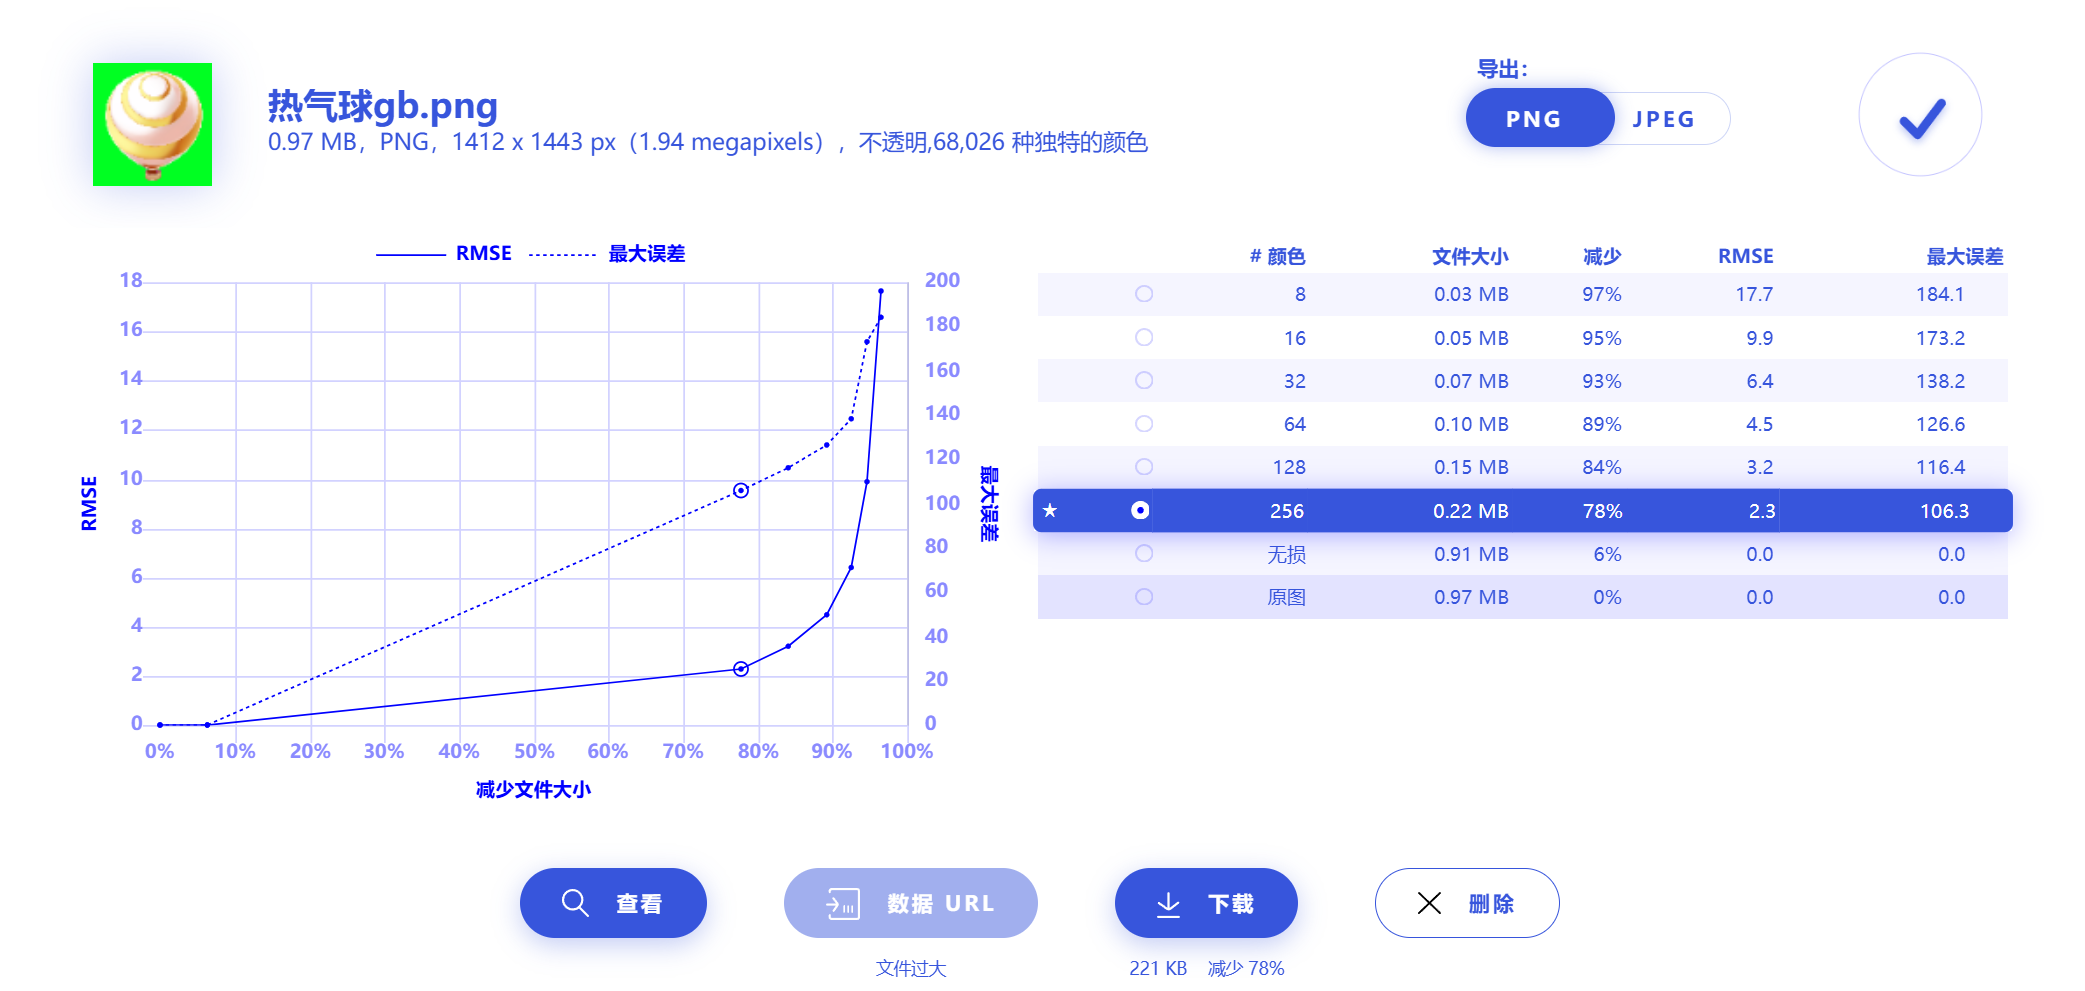 热气球gb.png
0.97 MB，PNG，1412 x 1443 px（1.94 megapixels），不透明,68,026 种独特的颜色
导出：
PNG
JPEG
RMSE 最大误差
18
16
14
12
10
8
6
4
2
0
RMSE
200
180
160
140
120
100
80
60
40
20
0
最大误差
0% 10% 20% 30% 40% 50% 60% 70% 80% 90% 100%
减少文件大小
# 颜色 文件大小 减少 RMSE 最大误差
8 0.03 MB 97% 17.7 184.1
16 0.05 MB 95% 9.9 173.2
32 0.07 MB 93% 6.4 138.2
64 0.10 MB 89% 4.5 126.6
128 0.15 MB 84% 3.2 116.4
★ 256 0.22 MB 78% 2.3 106.3
无损 0.91 MB 6% 0.0 0.0
原图 0.97 MB 0% 0.0 0.0
查看
数据 URL
下载
删除
文件过大
221 KB 减少 78%